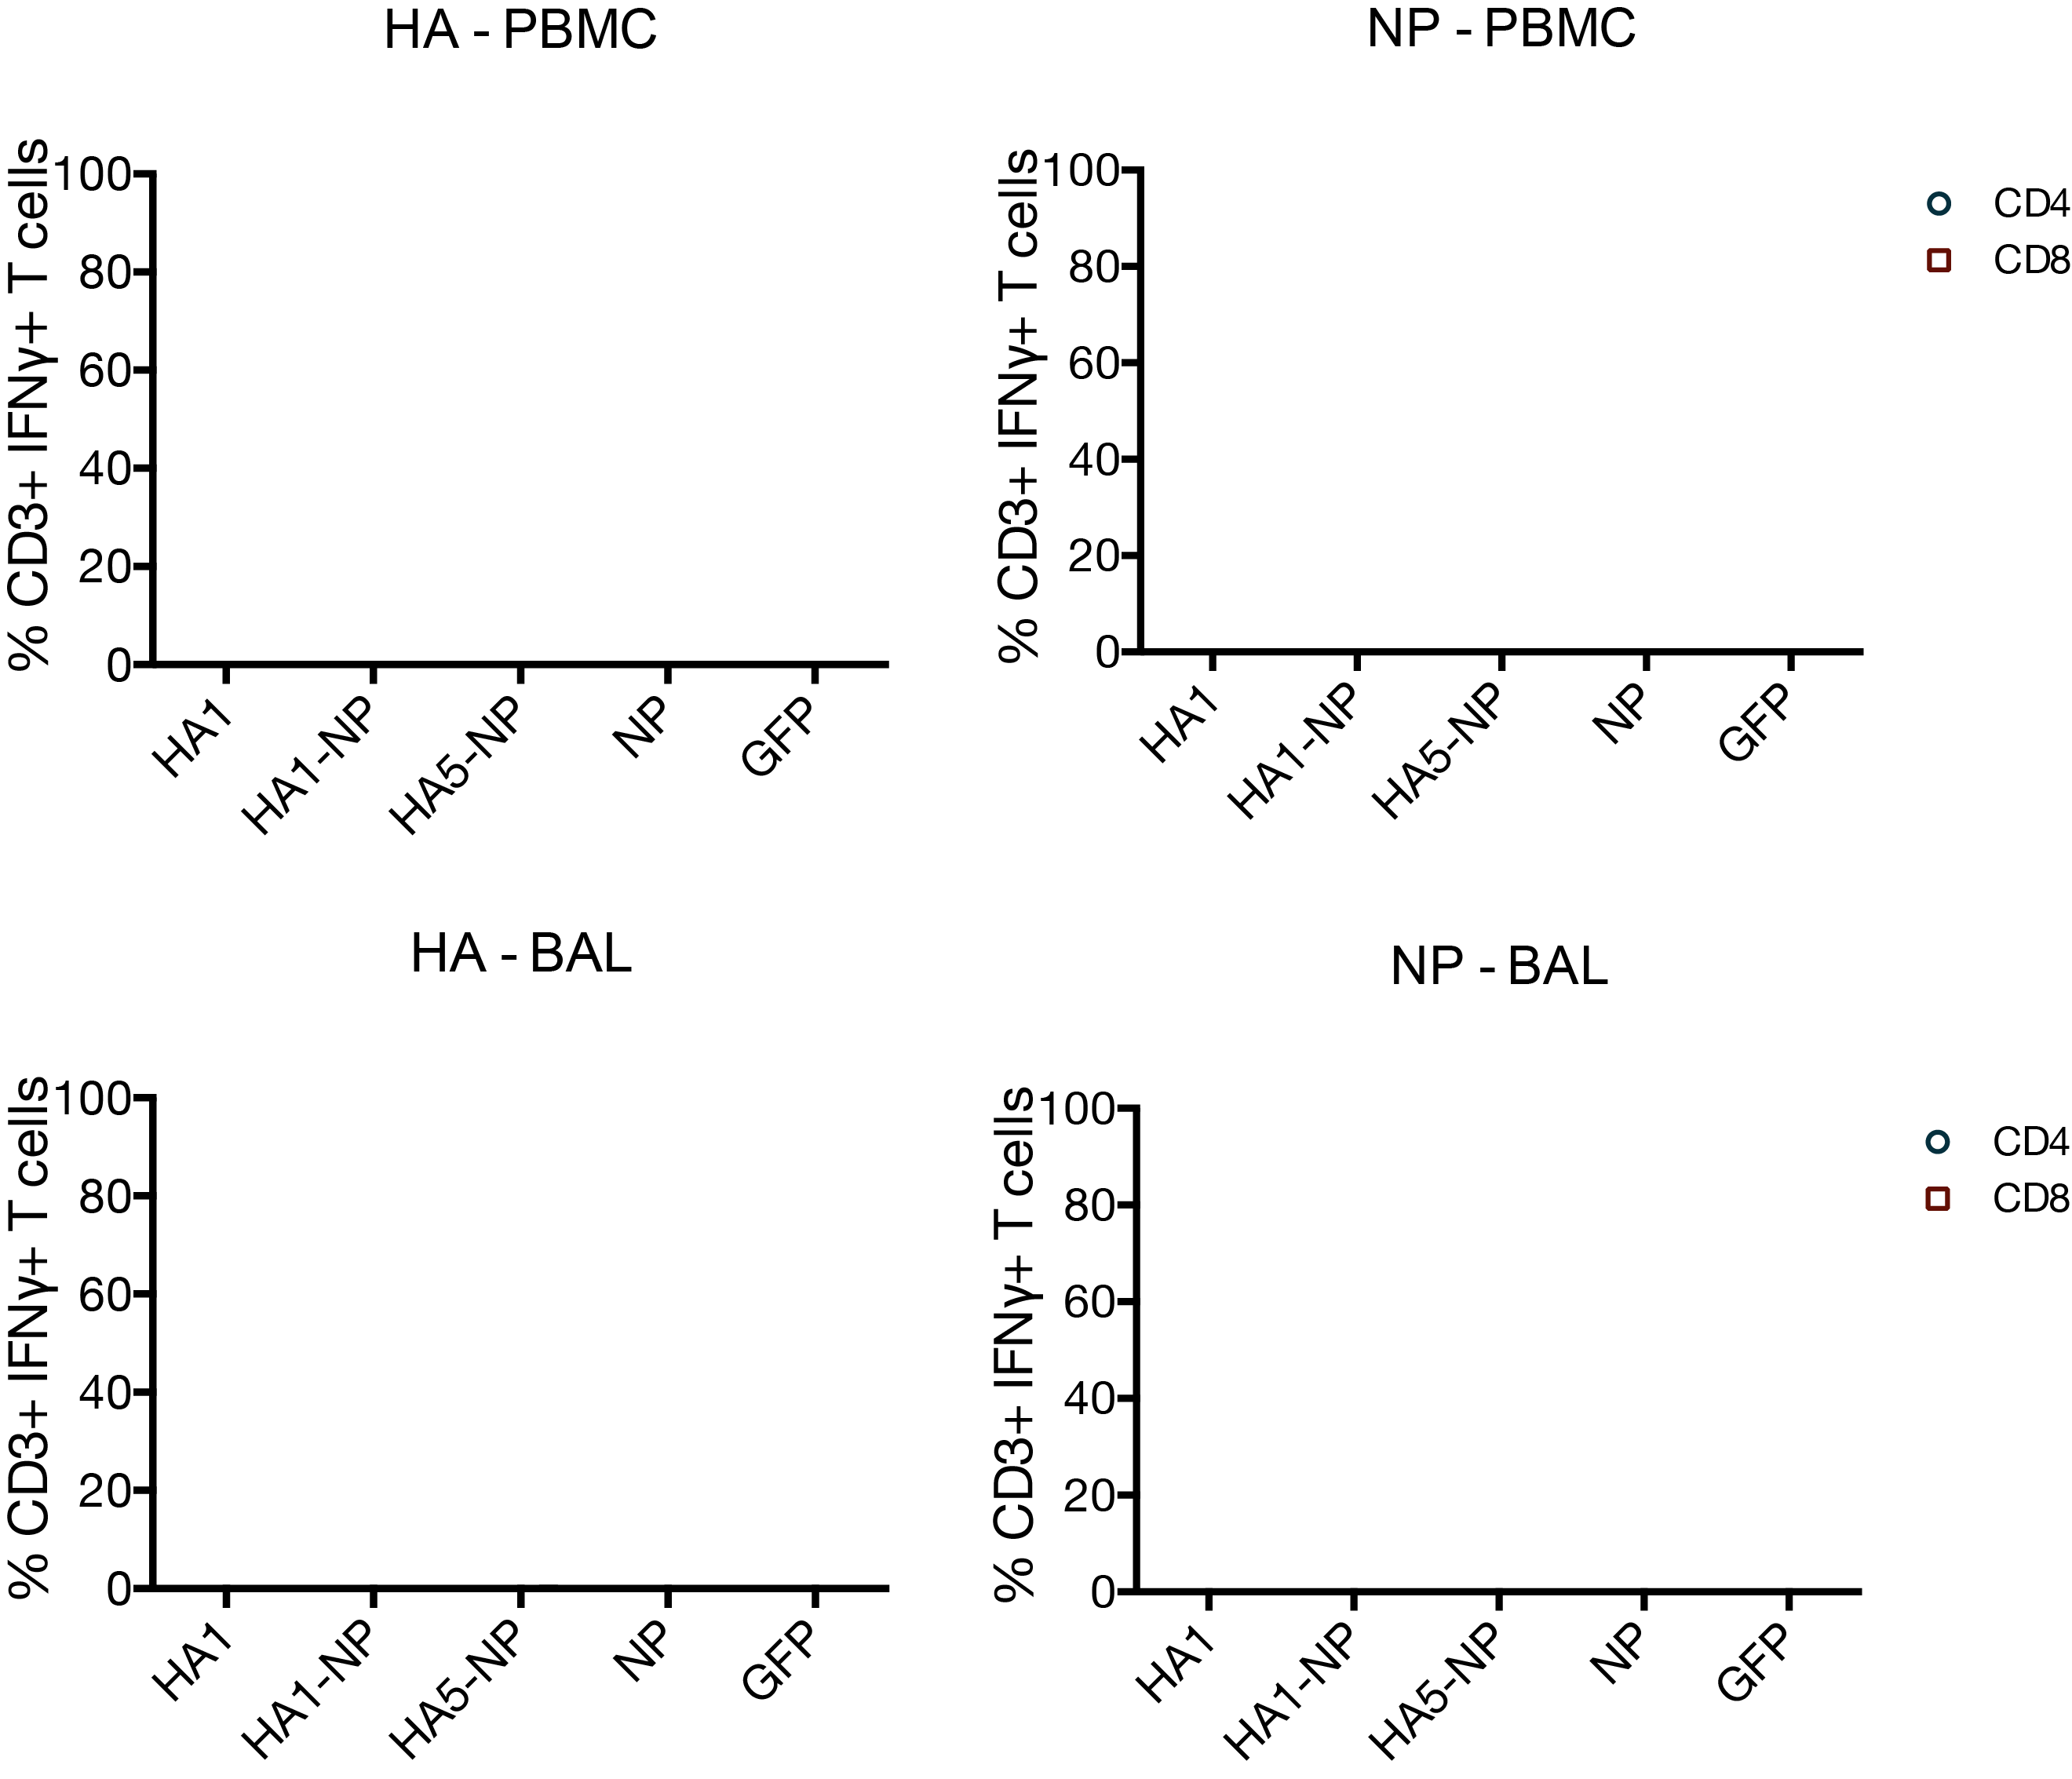 HA - PBMC
% CD3+ IFNγ+ T cells
100
80
60
40
20
0
HA1
HA1-NP
HA5-NP
NP
GFP
NP - PBMC
% CD3+ IFNγ+ T cells
100
80
60
40
20
0
HA1
HA1-NP
HA5-NP
NP
GFP
CD4
CD8
HA - BAL
% CD3+ IFNγ+ T cells
100
80
60
40
20
0
HA1
HA1-NP
HA5-NP
NP
GFP
NP - BAL
% CD3+ IFNγ+ T cells
100
80
60
40
20
0
HA1
HA1-NP
HA5-NP
NP
GFP
CD4
CD8